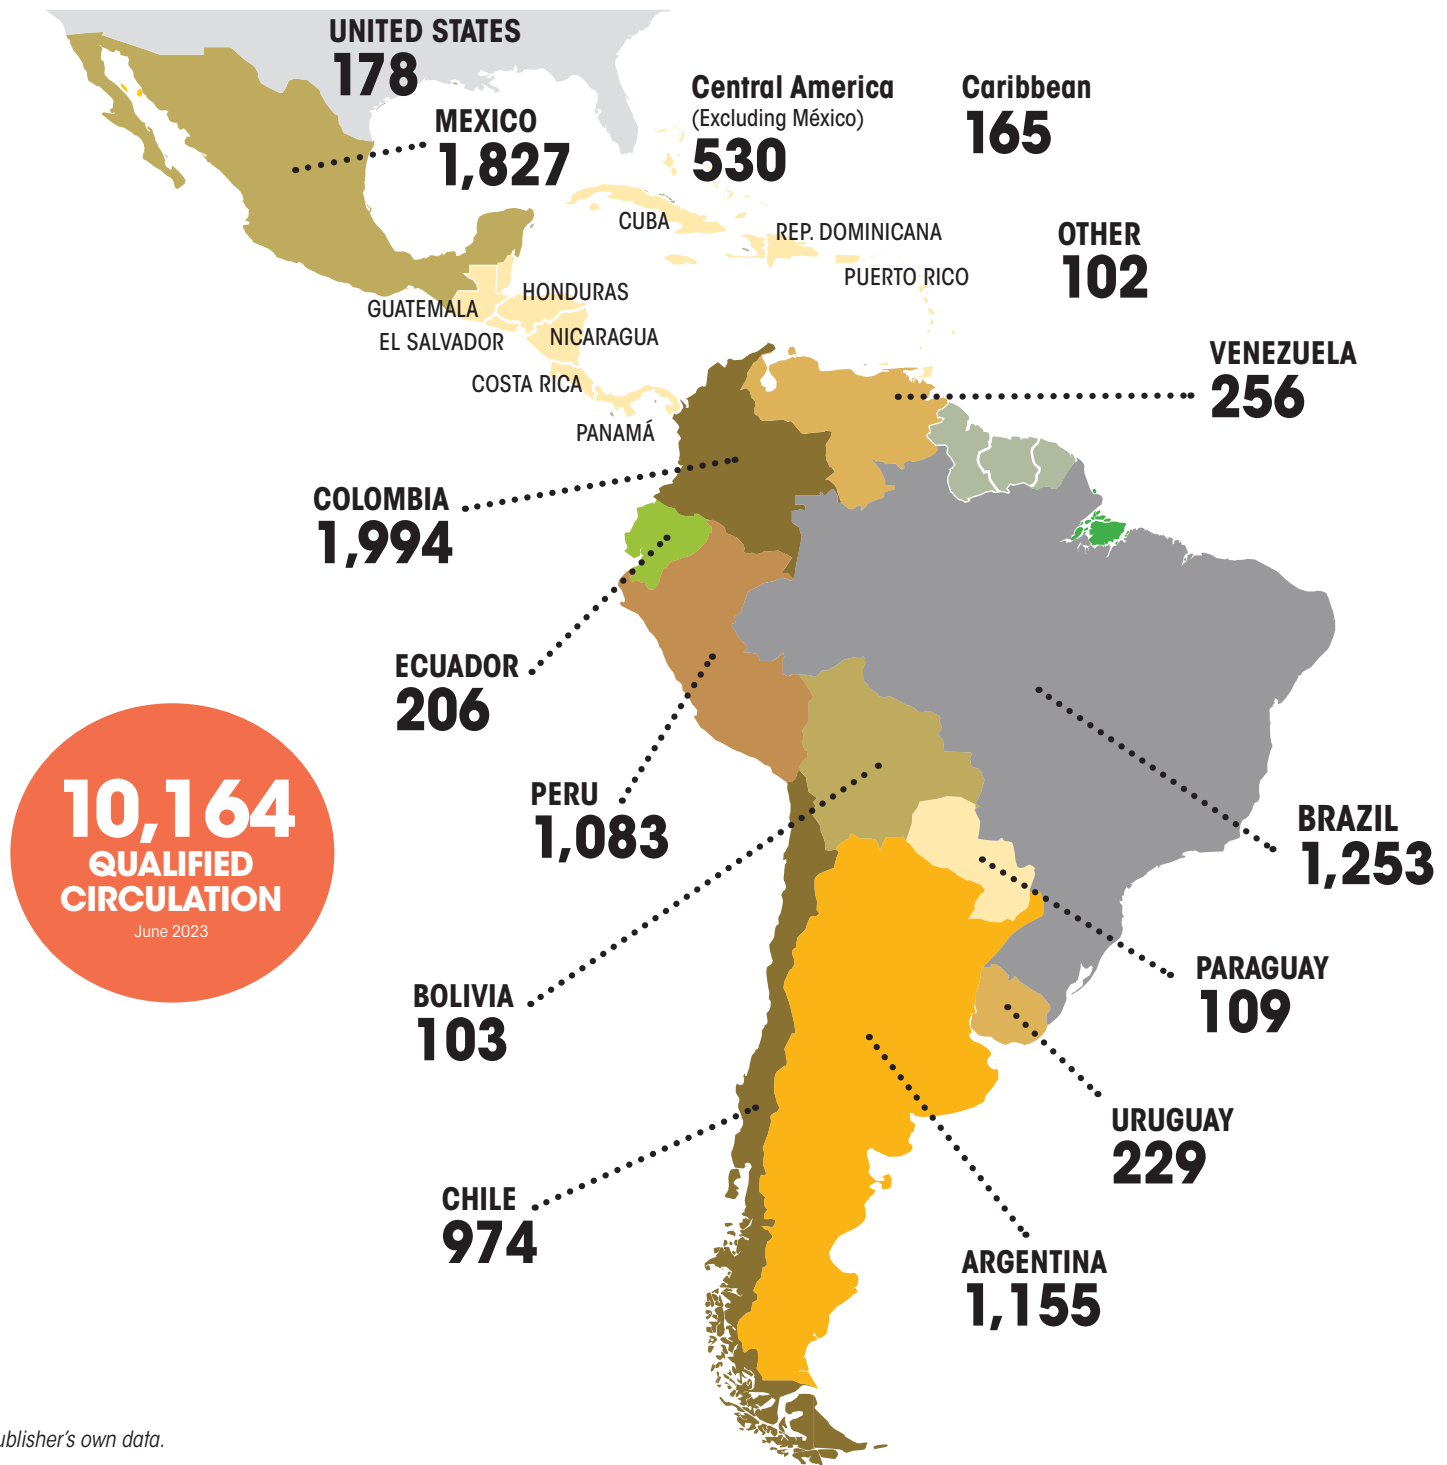 UNITED STATES
178
MEXICO
1,827
Central America
(Excluding México)
530
Caribbean
165
CUBA
REP. DOMINICANA
PUERTO RICO
OTHER
102
GUATEMALA
HONDURAS
EL SALVADOR
NICARAGUA
COSTA RICA
PANAMÁ
VENEZUELA
256
COLOMBIA
1,994
ECUADOR
206
PERU
1,083
BRAZIL
1,253
10,164
QUALIFIED
CIRCULATION
June 2023
BOLIVIA
103
PARAGUAY
109
URUGUAY
229
CHILE
974
ARGENTINA
1,155
ublisher’s own data.